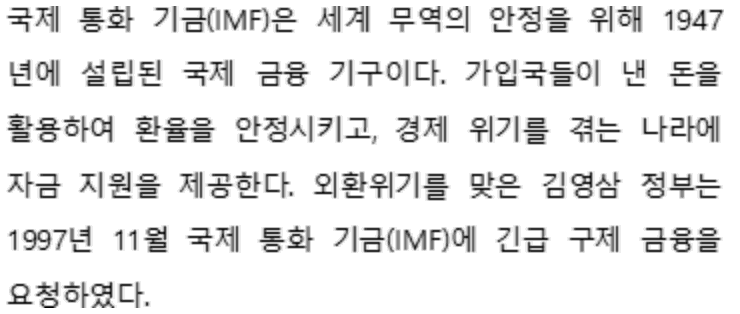 국제 통화 기금(IMF)은 세계 무역의 안정을 위해 1947
년에 설립된 국제 금융 기구이다. 가입국들이 낸 돈을
활용하여 환율을 안정시키고, 경제 위기를 겪는 나라에
자금 지원을 제공한다. 외환위기를 맞은 김영삼 정부는
1997년 11월 국제 통화 기금(IMF)에 긴급 구제 금융을
요청하였다.